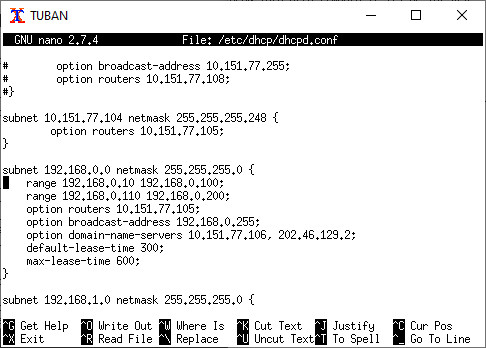 TUBAN
GNU nano 2.7.4 File: /etc/dhcp/dhcpd.conf
# option broadcast-address 10.151.77.255;
# option routers 10.151.77.108;
#}
subnet 10.151.77.104 netmask 255.255.255.248 {
option routers 10.151.77.105;
}
subnet 192.168.0.0 netmask 255.255.255.0 {
range 192.168.0.10 192.168.0.100;
range 192.168.0.110 192.168.0.200;
option routers 10.151.77.105;
option broadcast-address 192.168.0.255;
option domain-name-servers 10.151.77.106, 202.46.129.2;
default-lease-time 300;
max-lease-time 600;
}
subnet 192.168.1.0 netmask 255.255.255.0 {
^G Get Help ^O Write Out ^W Where Is ^K Cut Text ^J Justify ^C Cur Pos
^X Exit ^R Read File ^\ Replace ^U Uncut Text ^T To Spell ^_ Go To Line